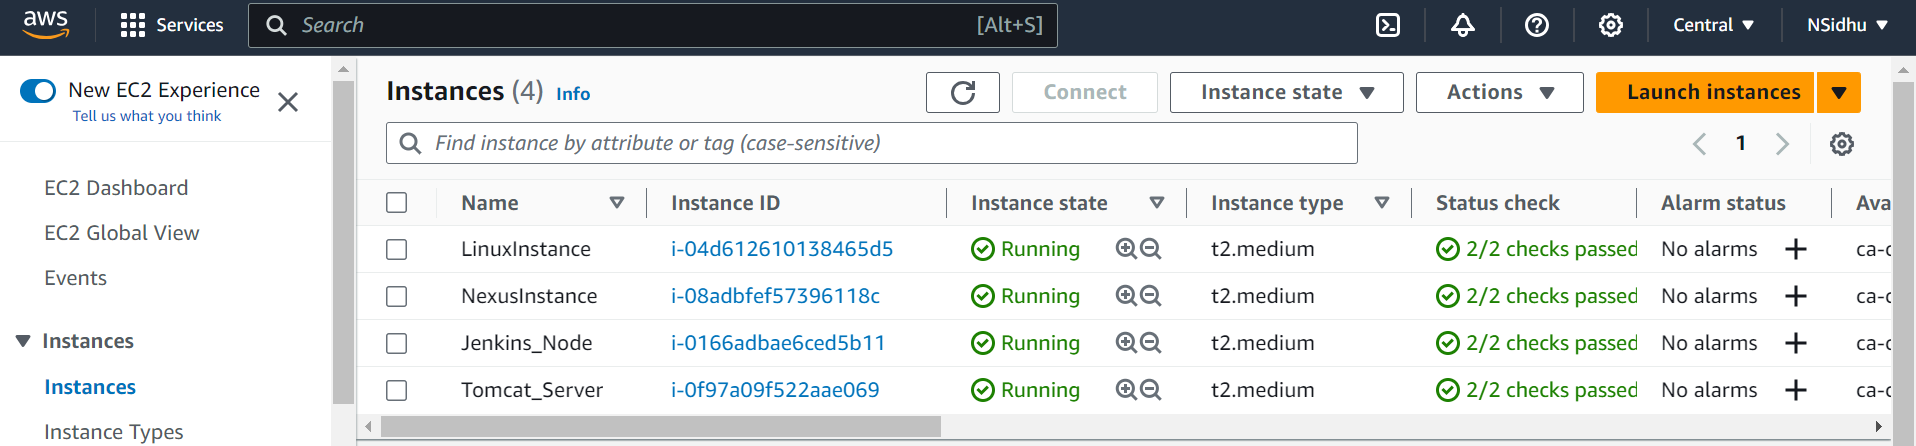 aws Services Search [Alt+S] Central NSidhu
New EC2 Experience
Tell us what you think
EC2 Dashboard
EC2 Global View
Events
Instances
Instances
Instance Types
Instances (4) Info Connect Instance state Actions Launch instances
Find instance by attribute or tag (case-sensitive) 1
Name Instance ID Instance state Instance type Status check Alarm status Ava
LinuxInstance i-04d612610138465d5 Running t2.medium 2/2 checks passed No alarms + ca-c
NexusInstance i-08adbfef57396118c Running t2.medium 2/2 checks passed No alarms + ca-c
Jenkins_Node i-0166adbae6ced5b11 Running t2.medium 2/2 checks passed No alarms + ca-c
Tomcat_Server i-0f97a09f522aae069 Running t2.medium 2/2 checks passed No alarms + ca-c